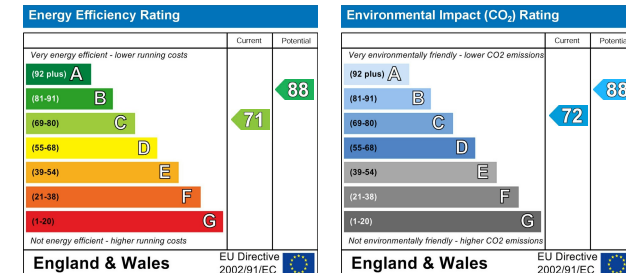 Energy Efficiency Rating
Current Potential
Very energy efficient - lower running costs
(92 plus) A
(81-91) B
88
(69-80) C
71
(55-68) D
(39-54) E
(21-38) F
(1-20) G
Not energy efficient - higher running costs
England & Wales
EU Directive
2002/91/EC
Environmental Impact (CO₂) Rating
Current Potential
Very environmentally friendly - lower CO2 emissions
(92 plus) A
(81-91) B
88
(69-80) C
72
(55-68) D
(39-54) E
(21-38) F
(1-20) G
Not environmentally friendly - higher CO2 emissions
England & Wales
EU Directive
2002/91/EC